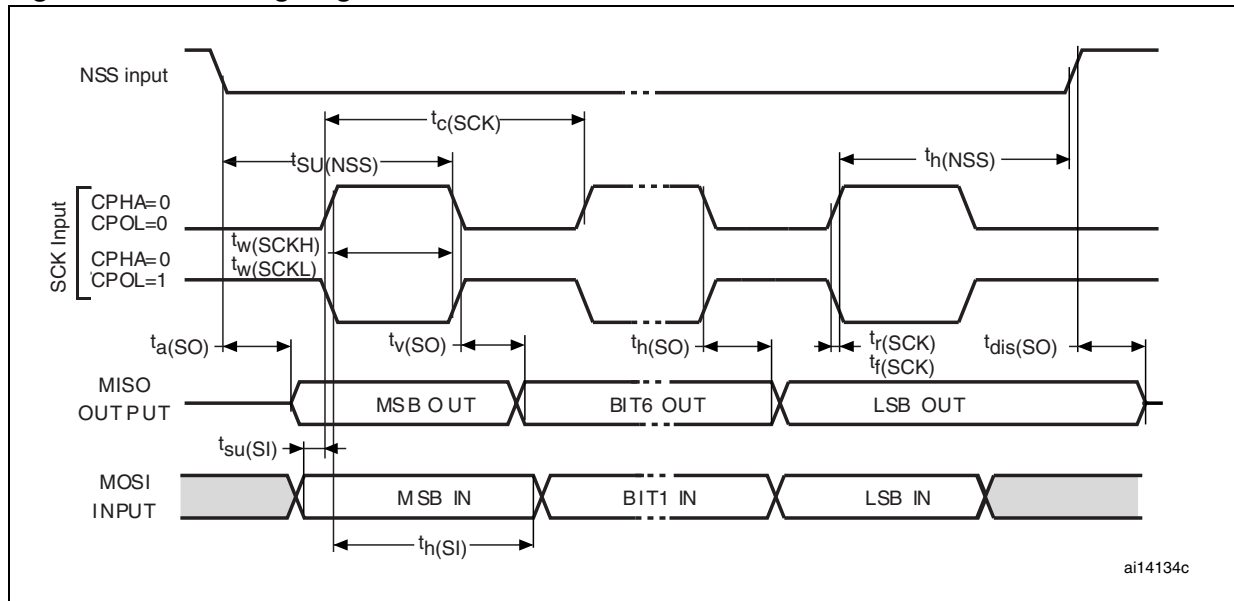 NSS input
tc(SCK)
tSU(NSS)
th(NSS)
SCK Input
CPHA=0
CPOL=0
tw(SCKH)
CPHA=0
tw(SCKL)
CPOL=1
ta(SO)
tv(SO)
th(SO)
tr(SCK)
tf(SCK)
tdis(SO)
MISO
OUTPUT
MSB OUT
BIT6 OUT
LSB OUT
tsu(SI)
MOSI
INPUT
MSB IN
BIT1 IN
LSB IN
th(SI)
ai14134c